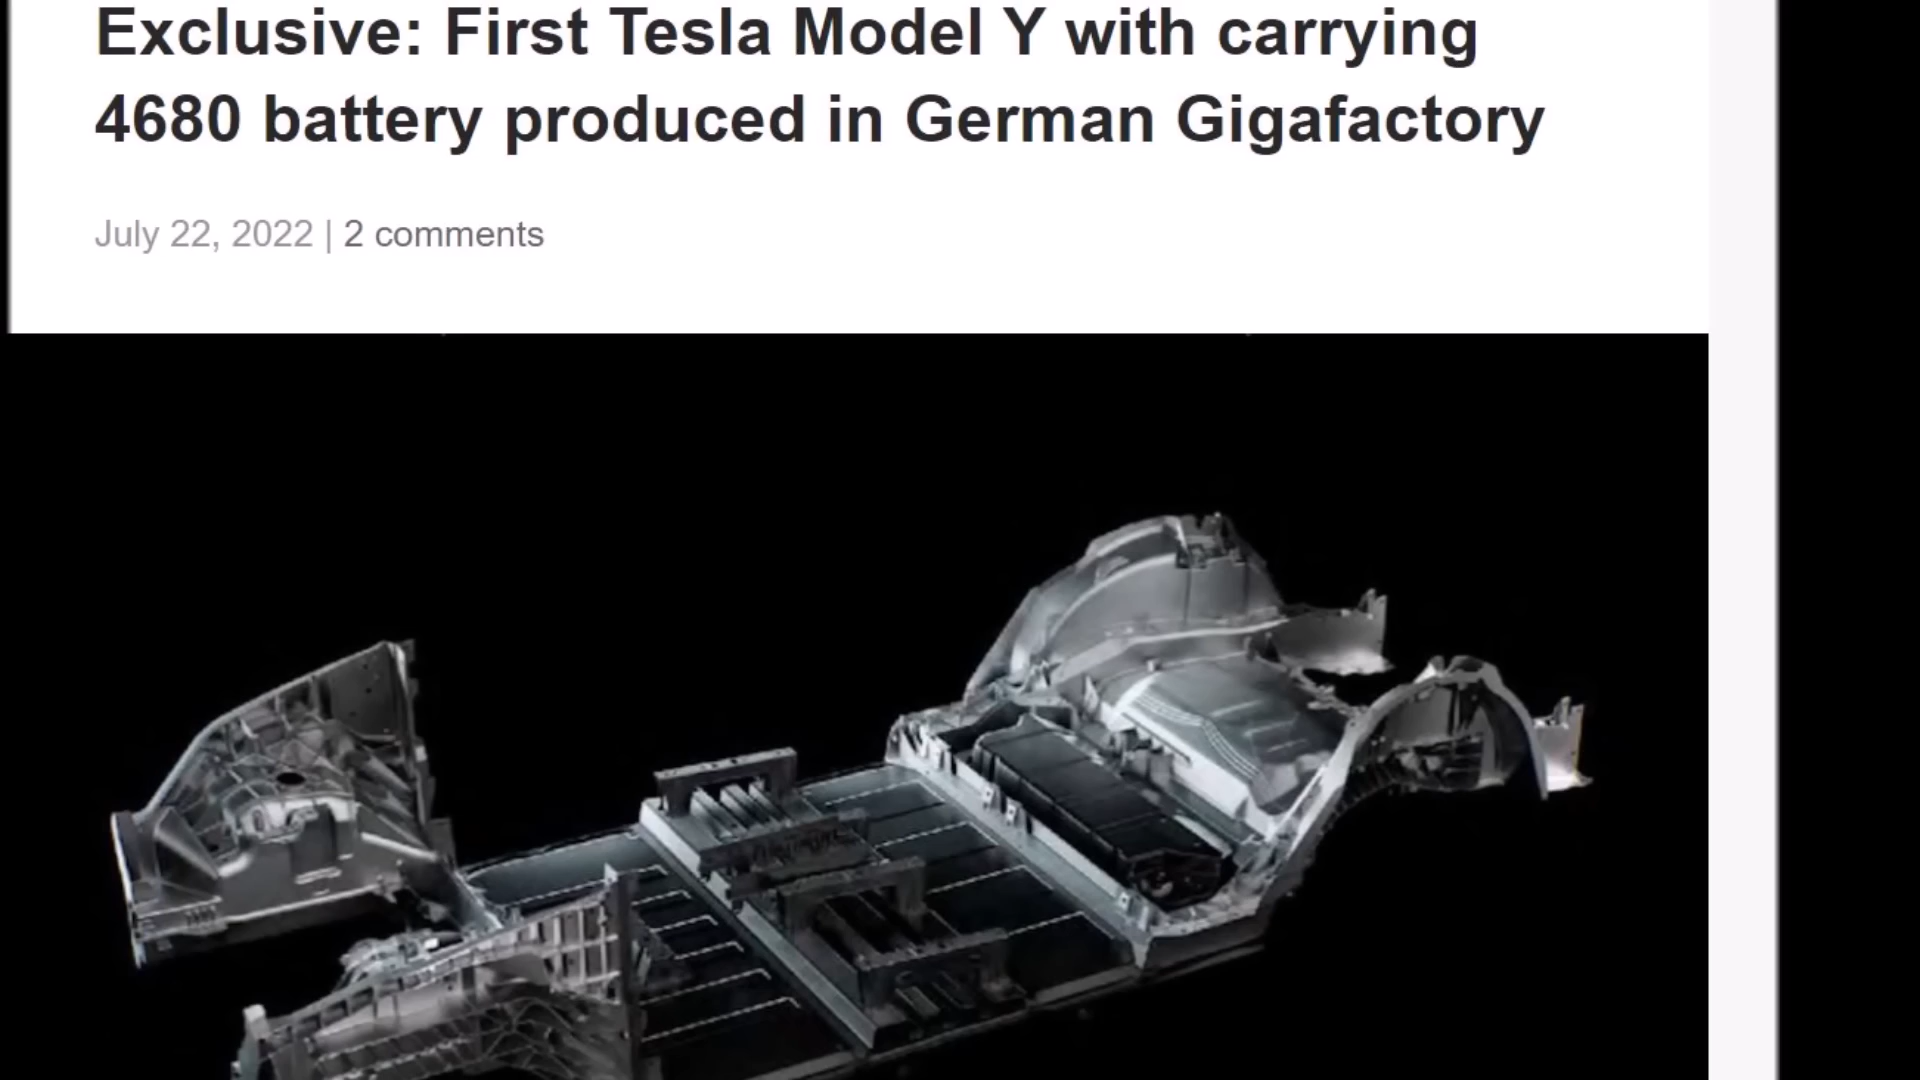 Exclusive: First Tesla Model Y with carrying
4680 battery produced in German Gigafactory
July 22, 2022 | 2 comments